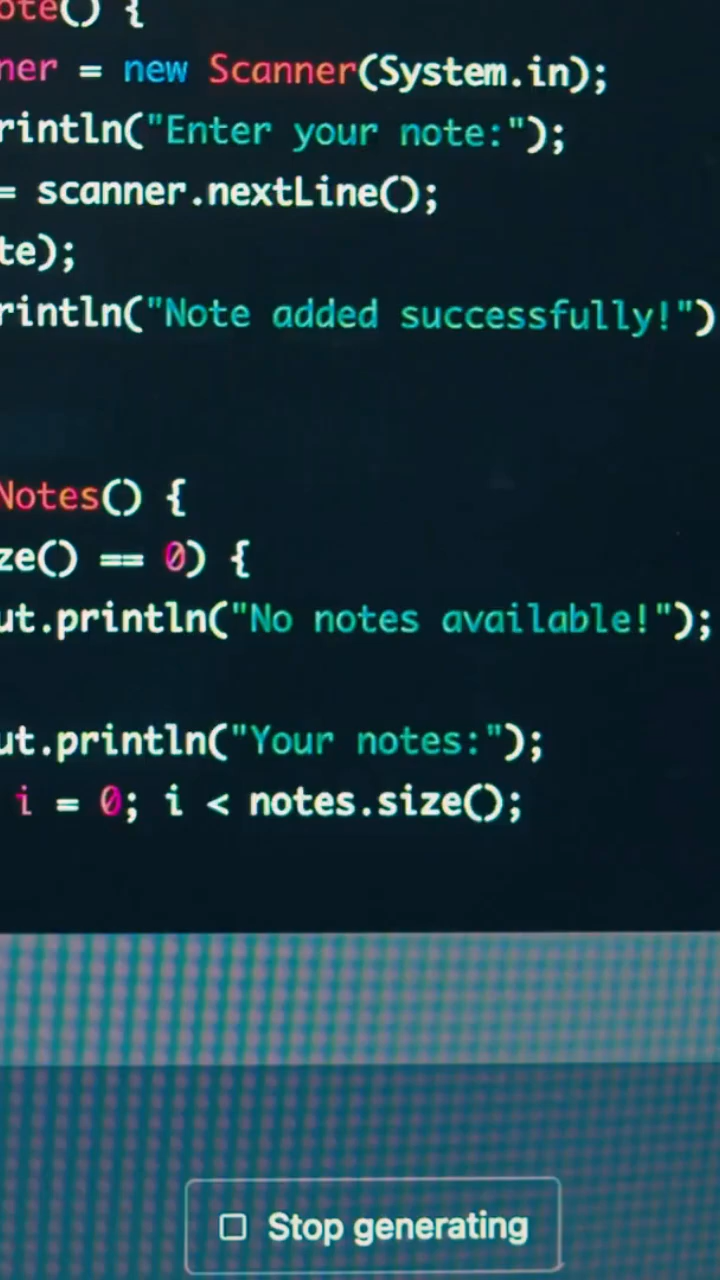 ote() {
ner = new Scanner(System.in);
rintln("Enter your note:");
= scanner.nextLine();
te);
rintln("Note added successfully!")
Notes() {
ze() == 0) {
ut.println("No notes available!");
ut.println("Your notes:");
i = 0; i < notes.size();
Stop generating